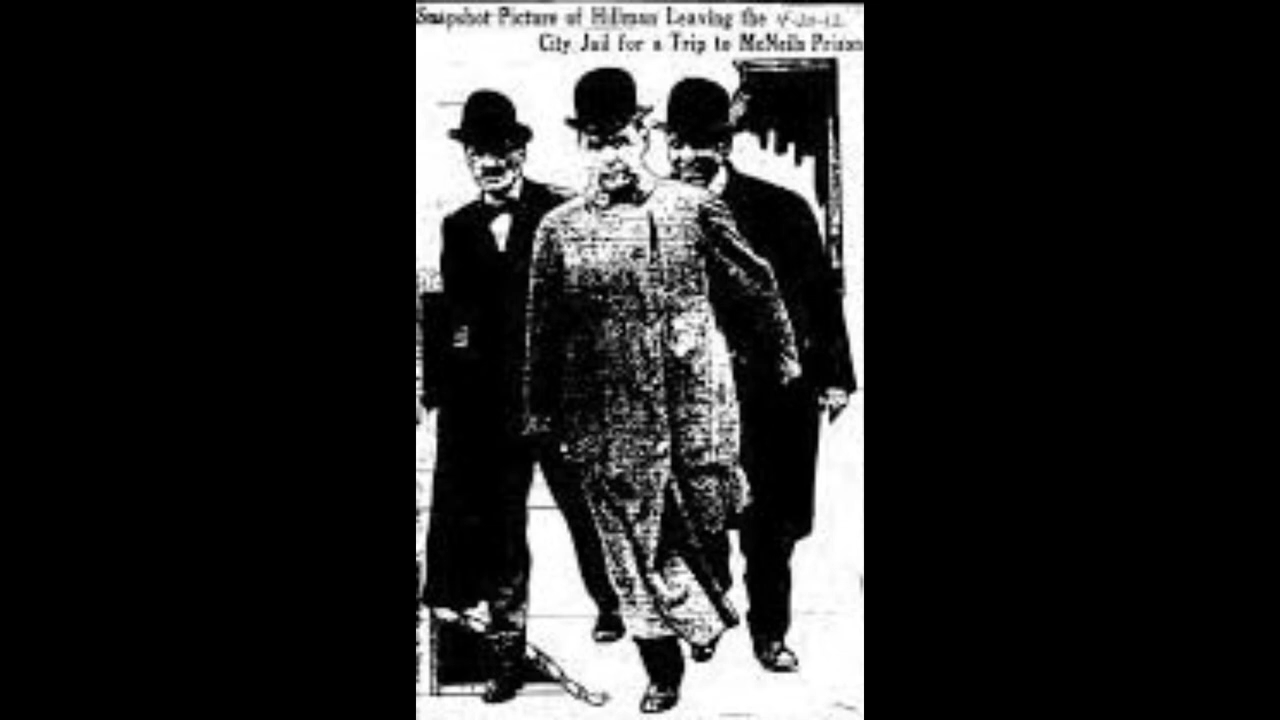 Snapshot Picture of Hillman Leaving the
City Jail for a Trip to McNeils Prison